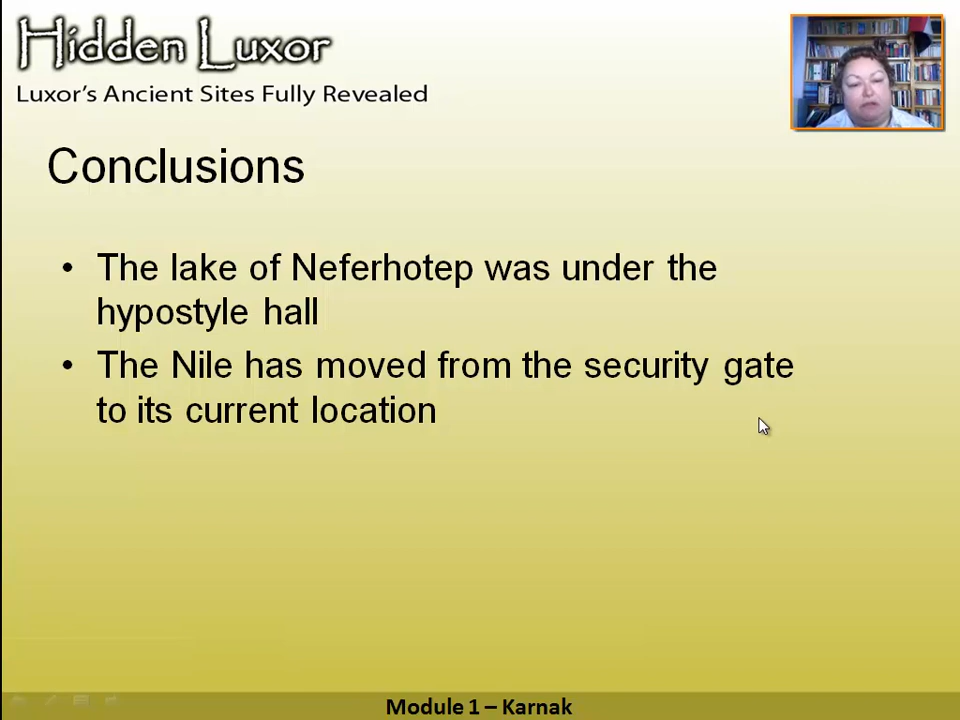 Hidden Luxor
Luxor's Ancient Sites Fully Revealed
Conclusions
• The lake of Neferhotep was under the
hypostyle hall
• The Nile has moved from the security gate
to its current location
Module 1 – Karnak